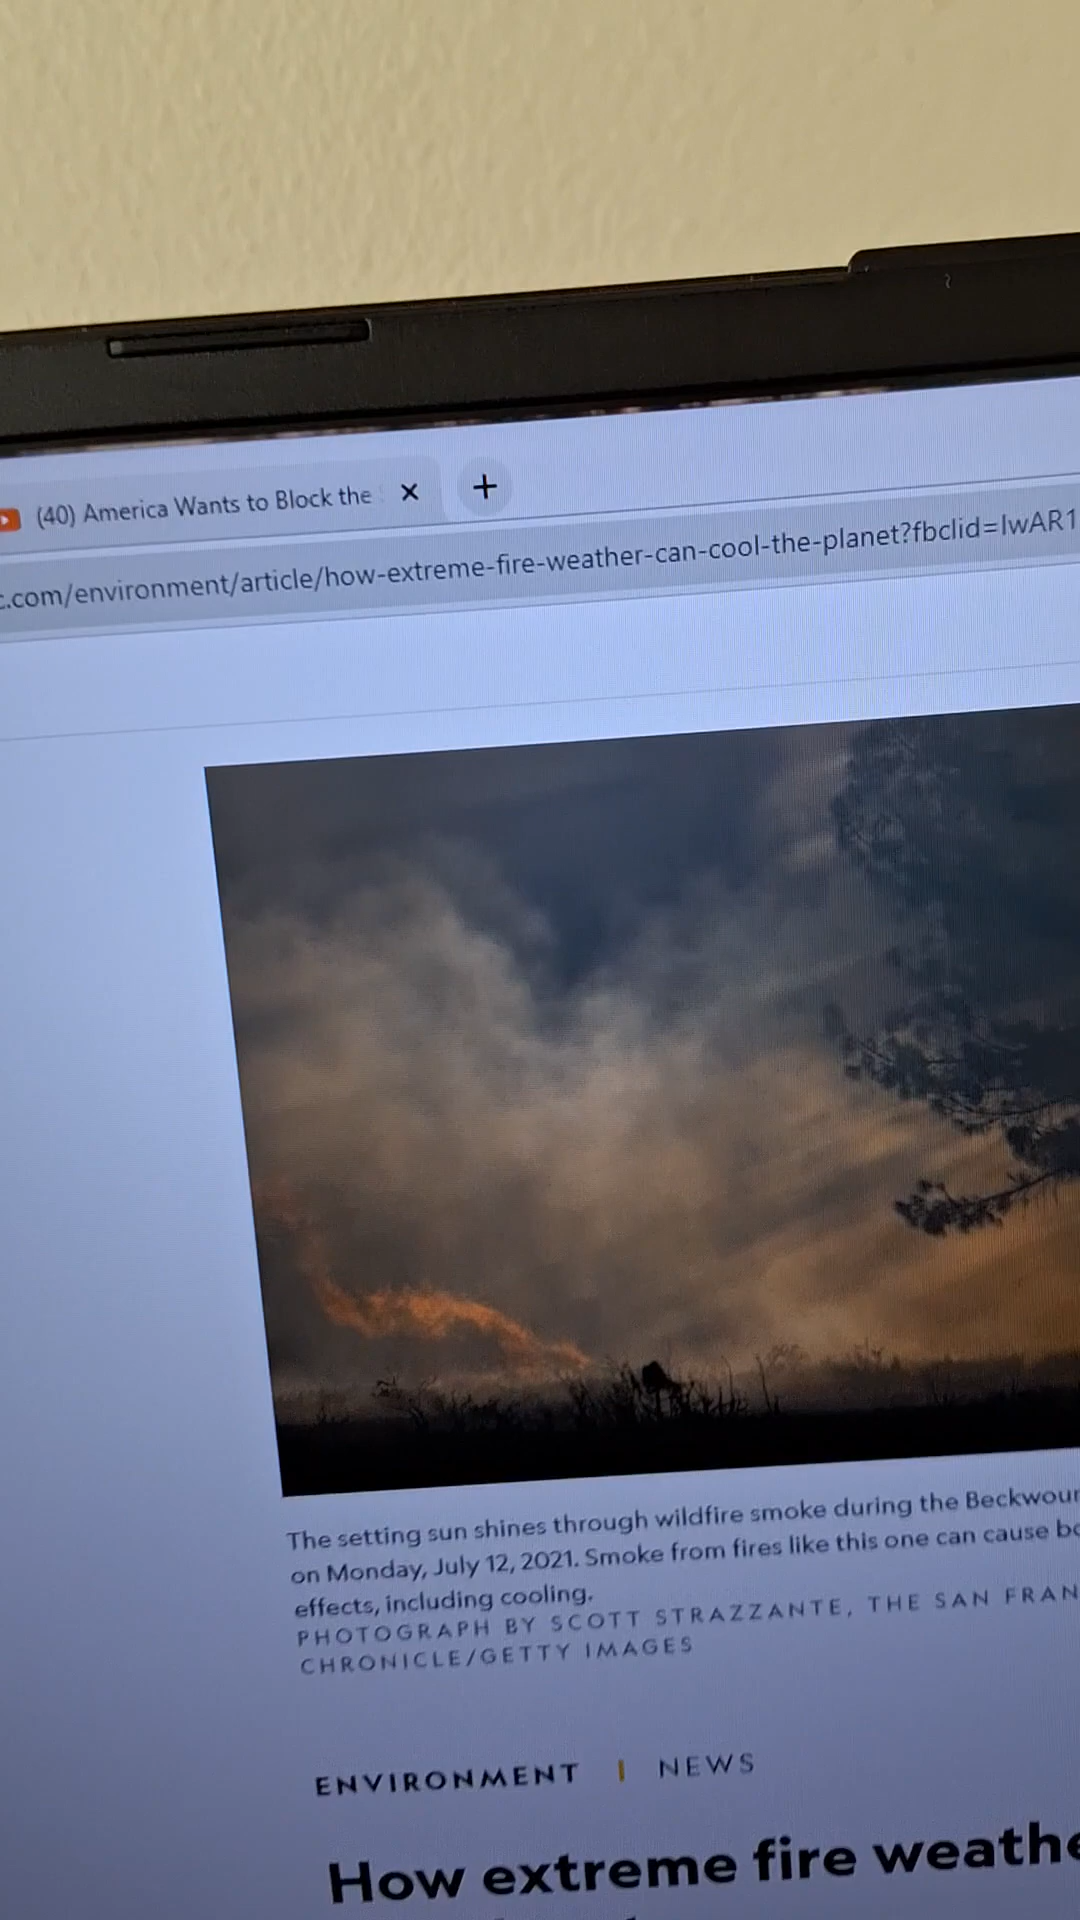 (40) America Wants to Block the
.com/environment/article/how-extreme-fire-weather-can-cool-the-planet?fbclid=IwAR1
The setting sun shines through wildfire smoke during the Beckwour
on Monday, July 12, 2021. Smoke from fires like this one can cause bo
effects, including cooling.
PHOTOGRAPH BY SCOTT STRAZZANTE, THE SAN FRAN
CHRONICLE/GETTY IMAGES
ENVIRONMENT | NEWS
How extreme fire weathe